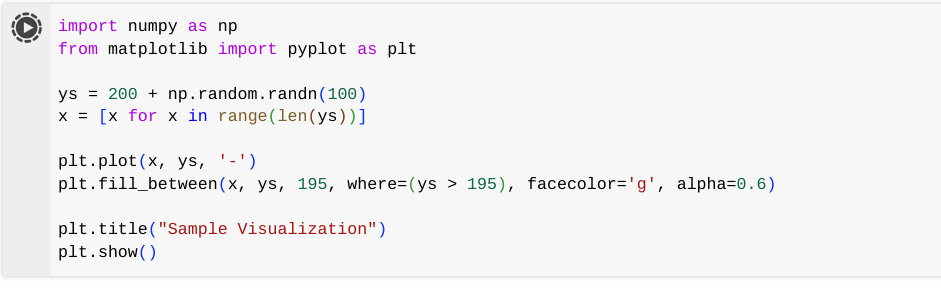 import numpy as np
from matplotlib import pyplot as plt
ys = 200 + np.random.randn(100)
x = [x for x in range(len(ys))]
plt.plot(x, ys, '-')
plt.fill_between(x, ys, 195, where=(ys > 195), facecolor='g', alpha=0.6)
plt.title("Sample Visualization")
plt.show()